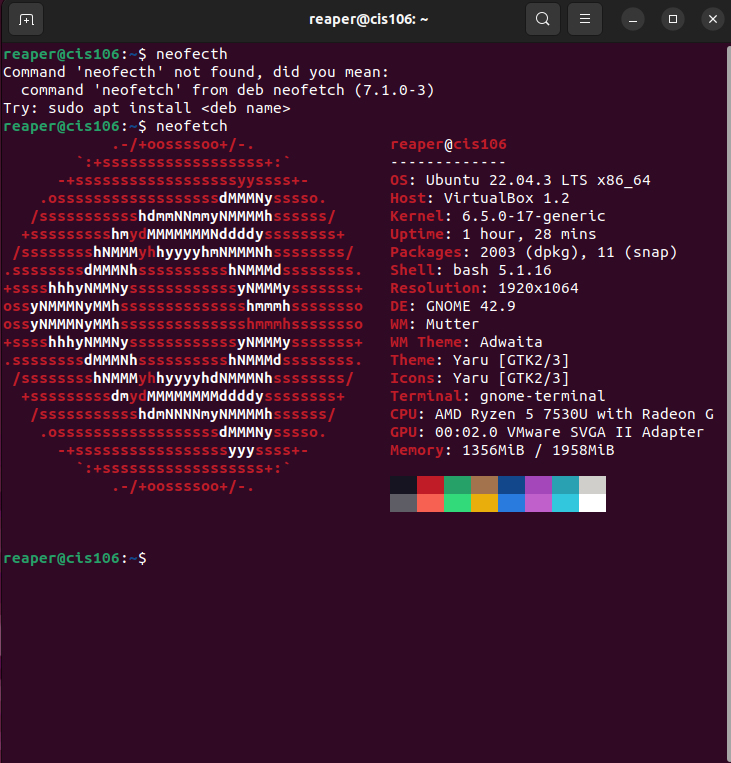 reaper@cis106: ~
reaper@cis106:~$ neofecth
Command 'neofecth' not found, did you mean:
  command 'neofetch' from deb neofetch (7.1.0-3)
Try: sudo apt install <deb name>
reaper@cis106:~$ neofetch
            .-/+oossssoo+/-.               reaper@cis106
        `:+ssssssssssssssssss+:`           -------------
      -+ssssssssssssssssssyyssss+-         OS: Ubuntu 22.04.3 LTS x86_64
    .ossssssssssssssssssdMMMNysssso.       Host: VirtualBox 1.2
   /ssssssssssshdmmNNmmyNMMMMhssssss/      Kernel: 6.5.0-17-generic
  +ssssssssshmydMMMMMMMNddddyssssssss+     Uptime: 1 hour, 28 mins
 /sssssssshNMMMyhhyyyyhmNMMMNhssssssss/    Packages: 2003 (dpkg), 11 (snap)
.ssssssssdMMMNhsssssssssshNMMMdssssssss.   Shell: bash 5.1.16
+sssshhhyNMMNyssssssssssssyNMMMysssssss+   Resolution: 1920x1064
ossyNMMMNyMMhsssssssssssssshmmmhssssssso   DE: GNOME 42.9
ossyNMMMNyMMhsssssssssssssshmmmhssssssso   WM: Mutter
+sssshhhyNMMNyssssssssssssyNMMMysssssss+   WM Theme: Adwaita
.ssssssssdMMMNhsssssssssshNMMMdssssssss.   Theme: Yaru [GTK2/3]
 /sssssssshNMMMyhhyyyyhdNMMMNhssssssss/    Icons: Yaru [GTK2/3]
  +sssssssssdmydMMMMMMMMddddyssssssss+     Terminal: gnome-terminal
   /ssssssssssshdmNNNNmyNMMMMhssssss/      CPU: AMD Ryzen 5 7530U with Radeon G
    .ossssssssssssssssssdMMMNysssso.       GPU: 00:02.0 VMware SVGA II Adapter
      -+sssssssssssssssssyyyssss+-         Memory: 1356MiB / 1958MiB
        `:+ssssssssssssssssss+:`
            .-/+oossssoo+/-.
reaper@cis106:~$